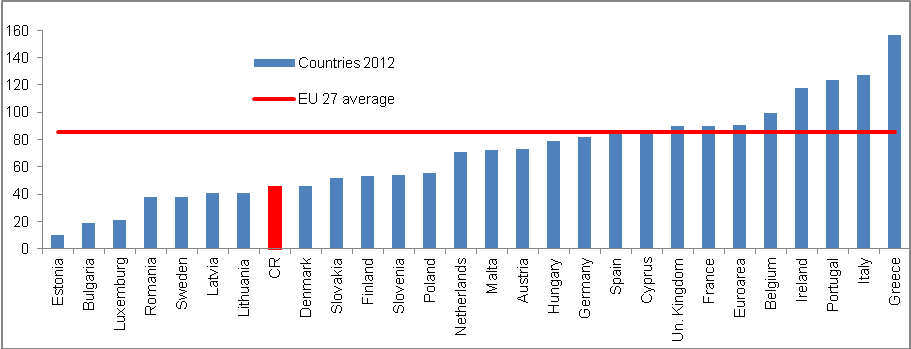 160
140
120
100
80
60
40
20
0
Countries 2012
EU 27 average
Estonia
Bulgaria
Luxemburg
Romania
Sweden
Latvia
Lithuania
CR
Denmark
Slovakia
Finland
Slovenia
Poland
Netherlands
Malta
Austria
Hungary
Germany
Spain
Cyprus
Un. Kingdom
France
Euroarea
Belgium
Ireland
Portugal
Italy
Greece